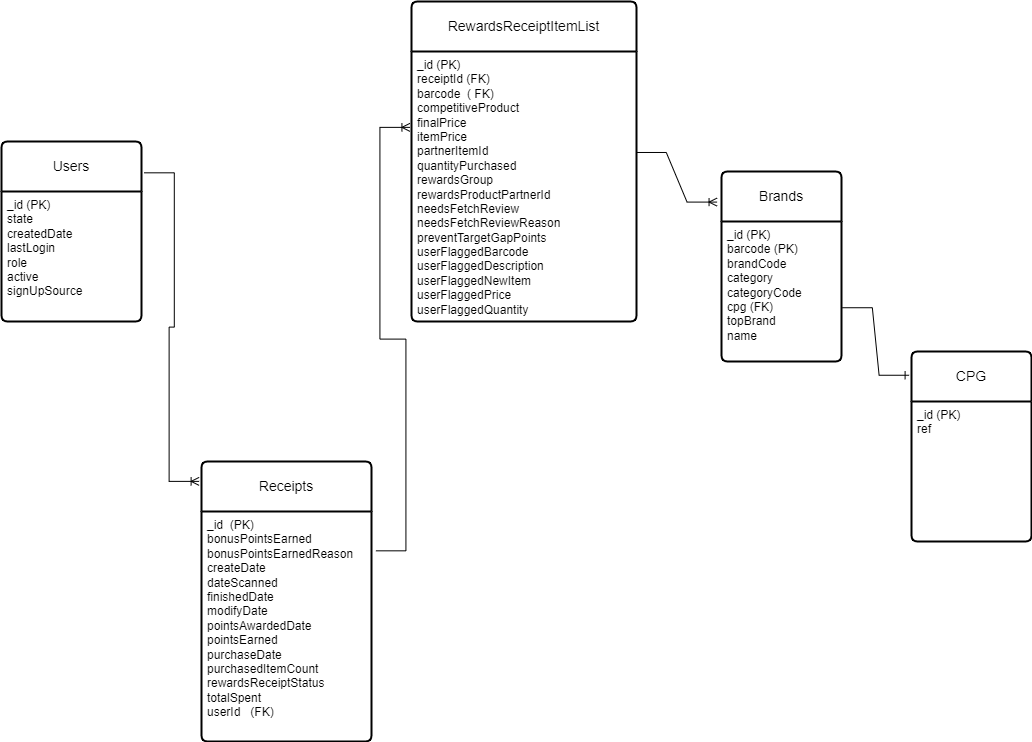 RewardsReceiptItemList
_id (PK)
receiptId (FK)
barcode  ( FK)
competitiveProduct
finalPrice
itemPrice
partnerItemId
quantityPurchased
rewardsGroup
rewardsProductPartnerId
needsFetchReview
needsFetchReviewReason
preventTargetGapPoints
userFlaggedBarcode
userFlaggedDescription
userFlaggedNewItem
userFlaggedPrice
userFlaggedQuantity
Users
_id (PK)
state
createdDate
lastLogin
role
active
signUpSource
Brands
_id (PK)
barcode (PK)
brandCode
category
categoryCode
cpg (FK)
topBrand
name
CPG
_id (PK)
ref
Receipts
_id  (PK)
bonusPointsEarned
bonusPointsEarnedReason
createDate
dateScanned
finishedDate
modifyDate
pointsAwardedDate
pointsEarned
purchaseDate
purchasedItemCount
rewardsReceiptStatus
totalSpent
userId   (FK)